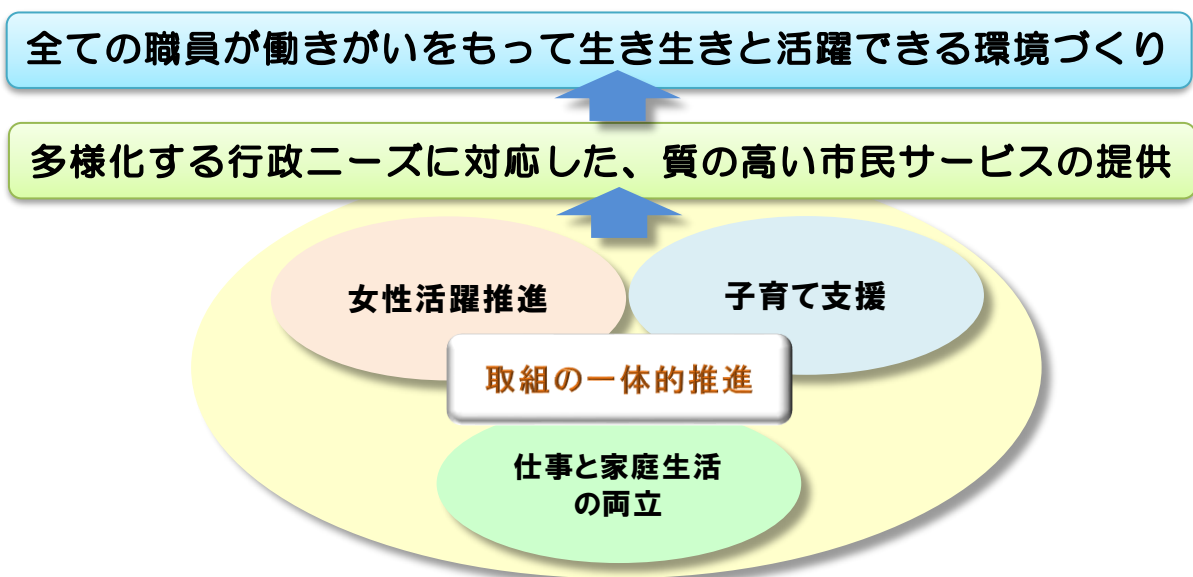 全ての職員が働きがいをもって生き生きと活躍できる環境づくり
多様化する行政ニーズに対応した、質の高い市民サービスの提供
女性活躍推進
子育て支援
取組の一体的推進
仕事と家庭生活
の両立